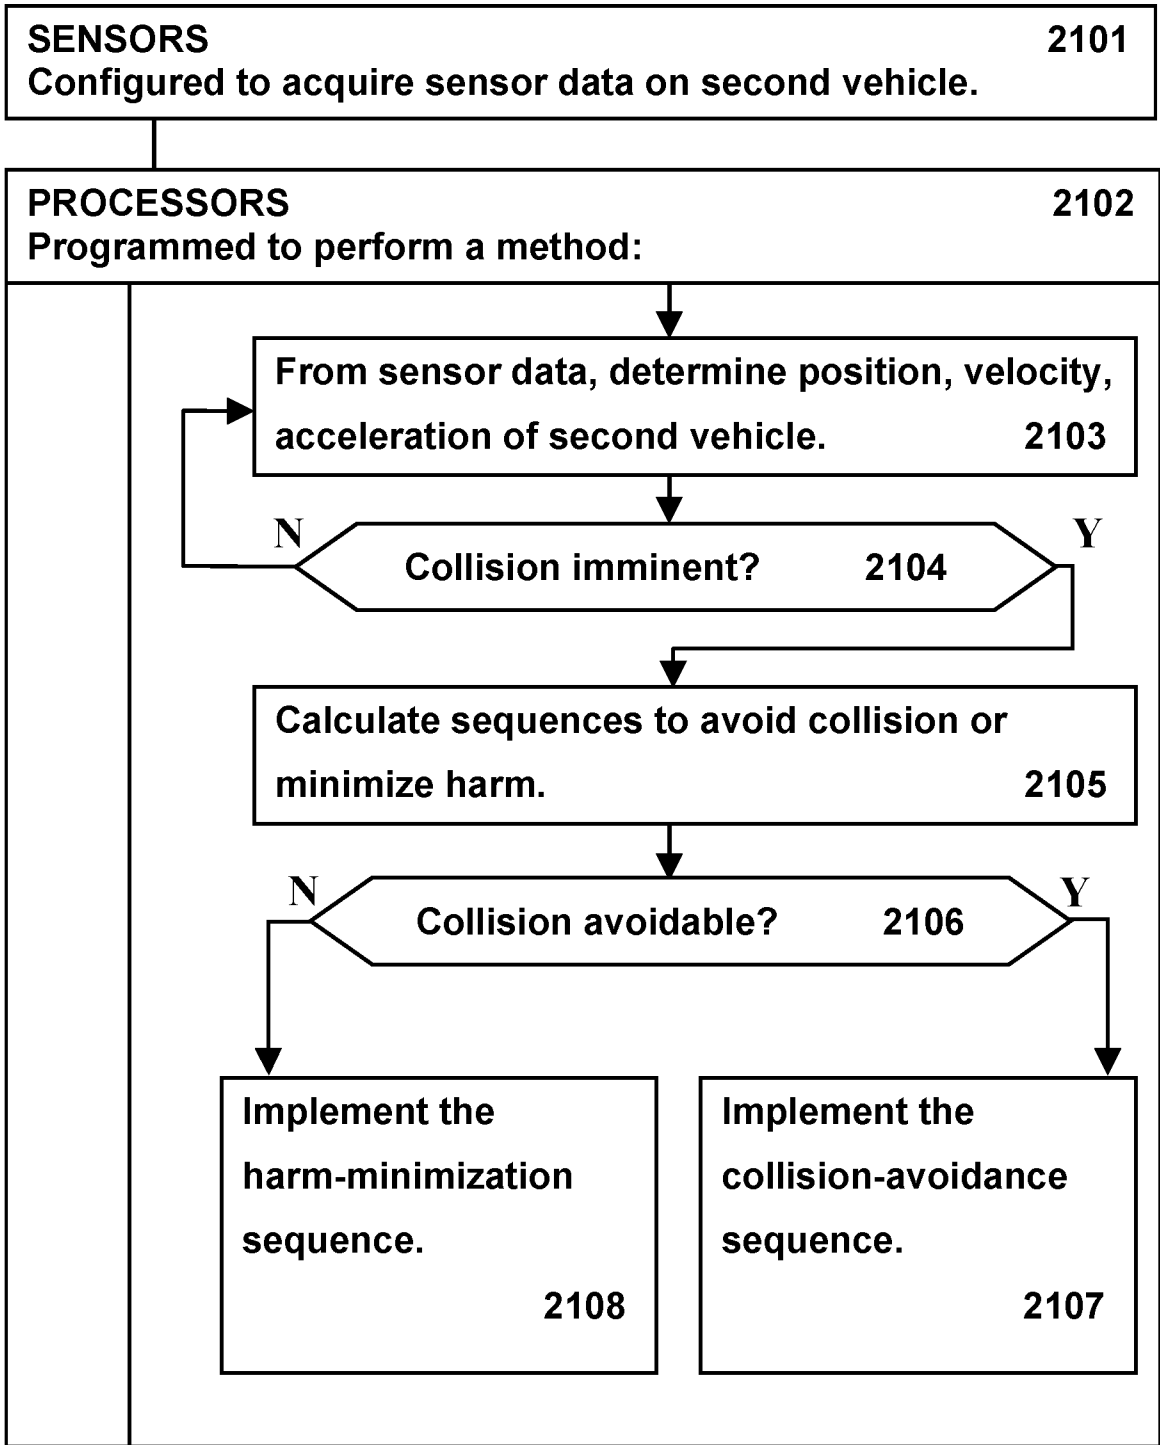 SENSORS 2101
Configured to acquire sensor data on second vehicle.
PROCESSORS 2102
Programmed to perform a method:
From sensor data, determine position, velocity,
acceleration of second vehicle. 2103
N
Y
Collision imminent? 2104
Calculate sequences to avoid collision or
minimize harm. 2105
N
Y
Collision avoidable? 2106
Implement the
harm-minimization
sequence.
2108
Implement the
collision-avoidance
sequence.
2107